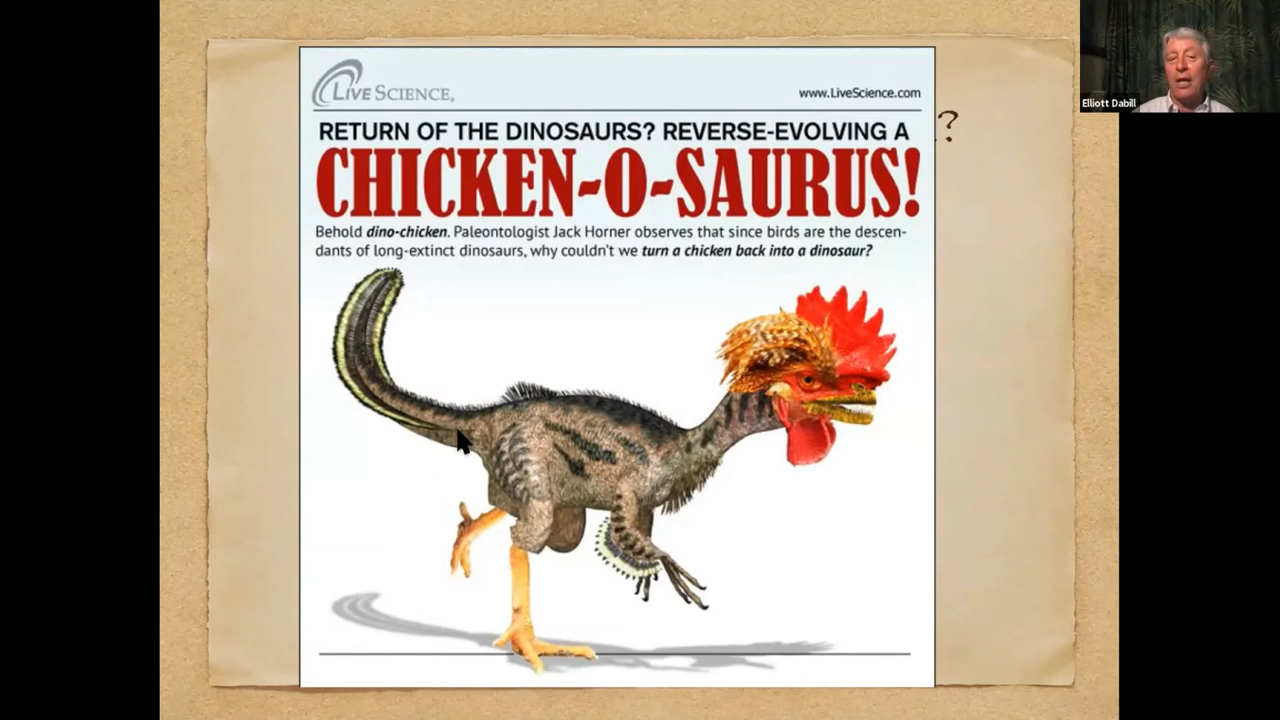 LIVESCIENCE.
www.LiveScience.com
?
RETURN OF THE DINOSAURS? REVERSE-EVOLVING A
CHICKEN-O-SAURUS!
Behold dino-chicken. Paleontologist Jack Horner observes that since birds are the descen-
dants of long-extinct dinosaurs, why couldn't we turn a chicken back into a dinosaur?
Elliott Dabill